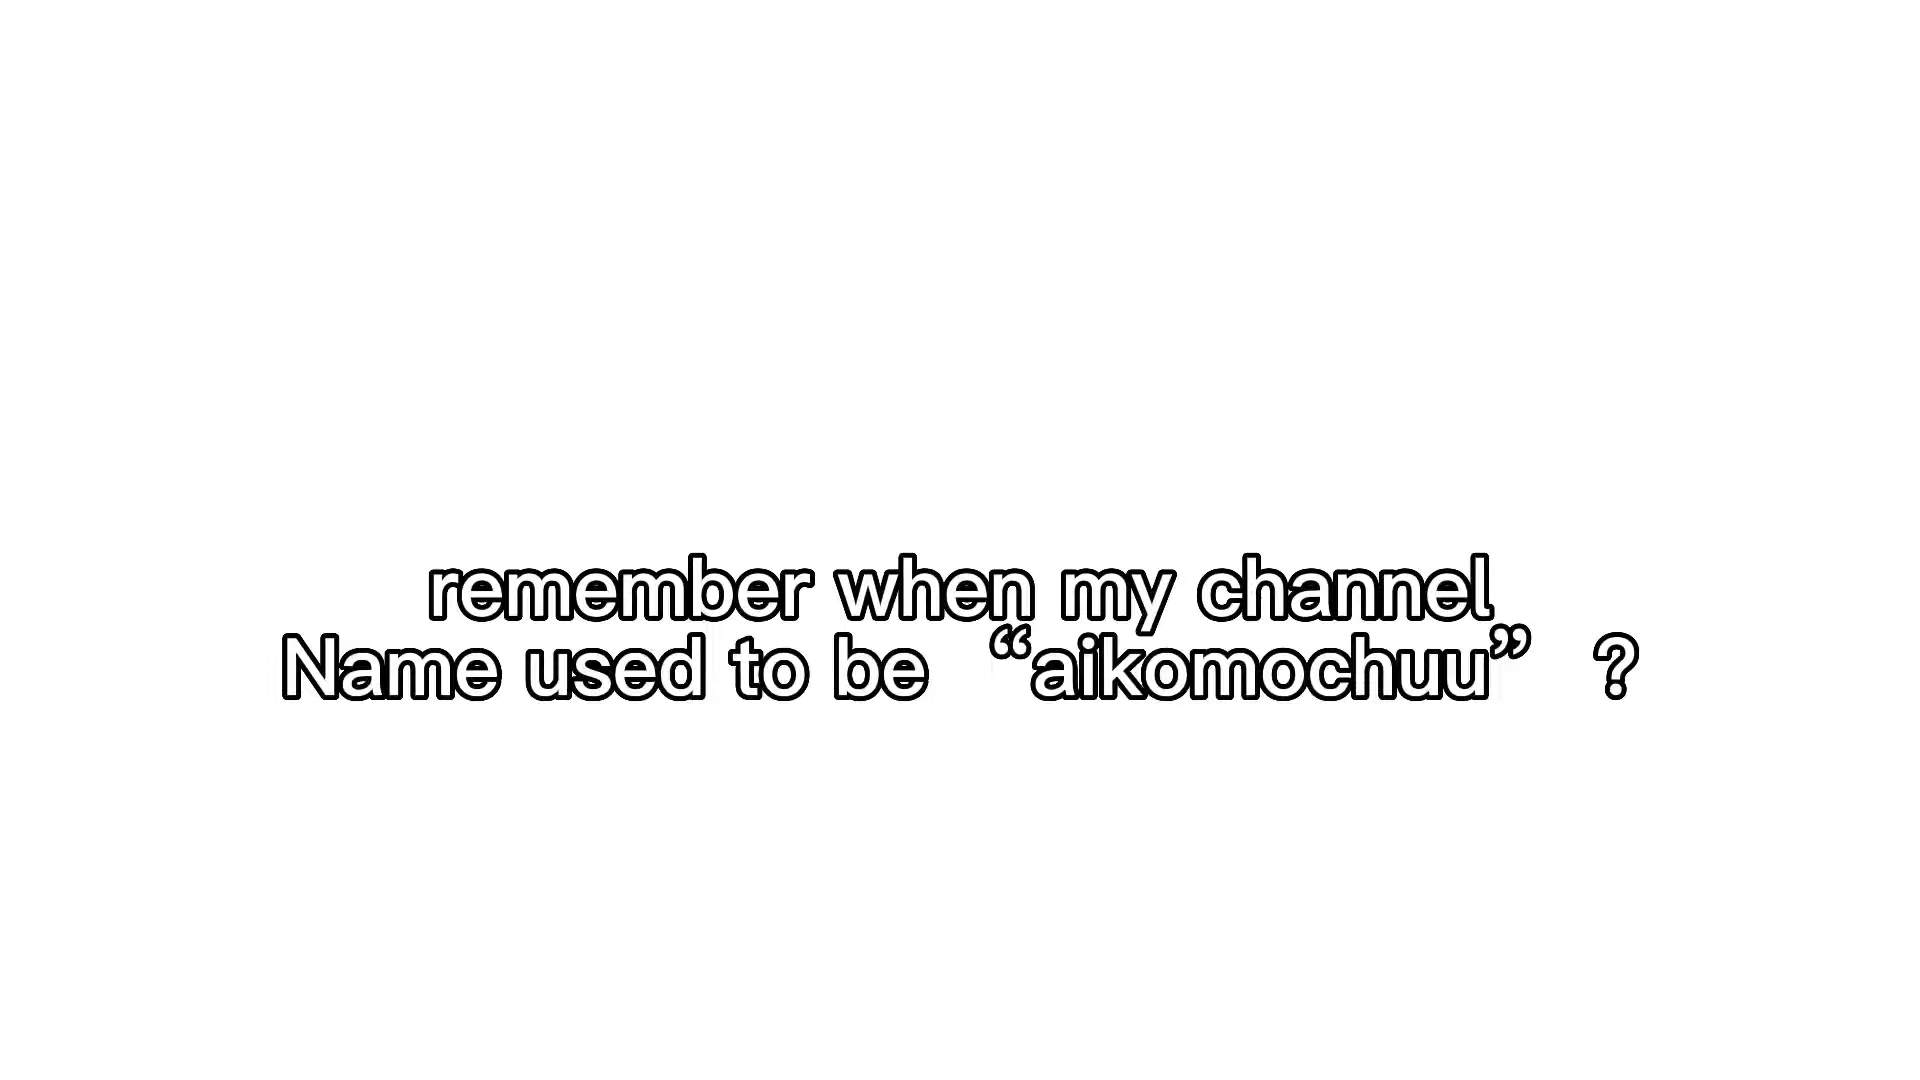 remember when my channel
Name used to be “aikomochuu” ?